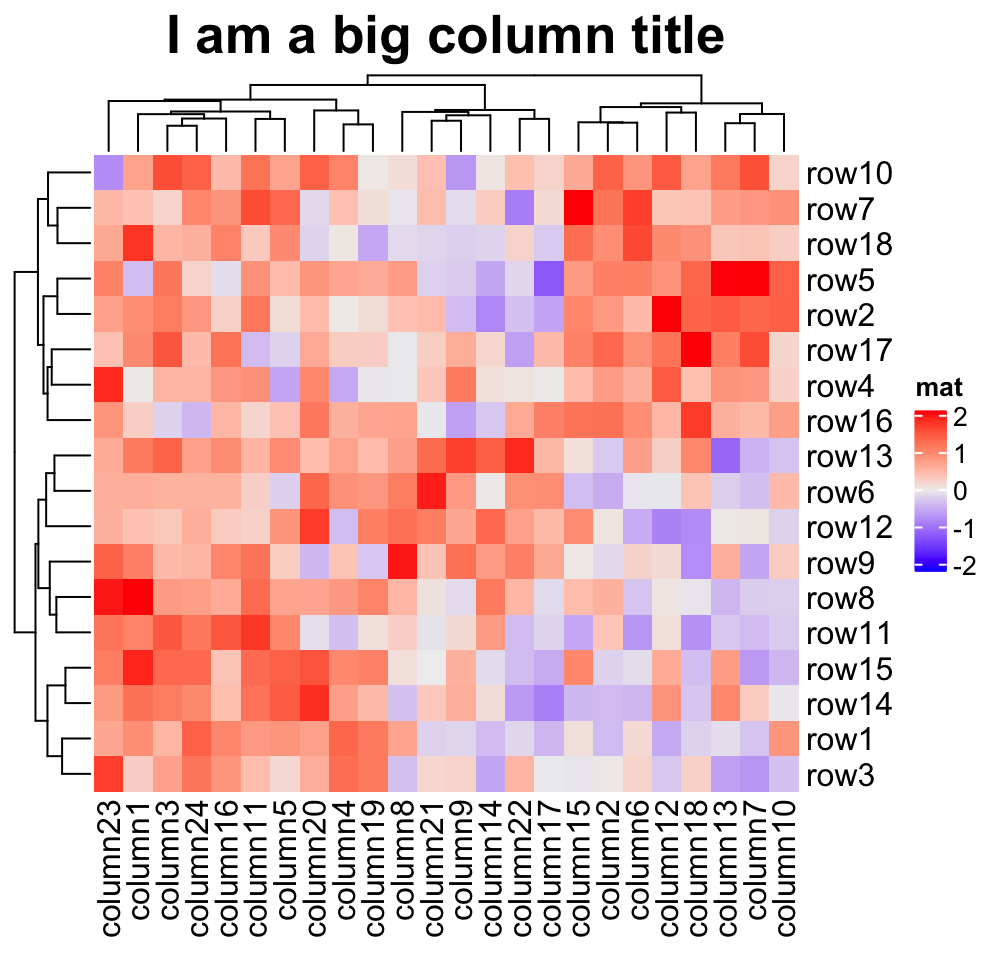 I am a big column title
row10
row7
row18
row5
row2
row17
row4
row16
row13
row6
row12
row9
row8
row11
row15
row14
row1
row3
mat
2
1
0
-1
-2
column23
column1
column3
column24
column16
column11
column5
column20
column4
column19
column8
column21
column9
column14
column22
column17
column15
column2
column6
column12
column18
column13
column7
column10